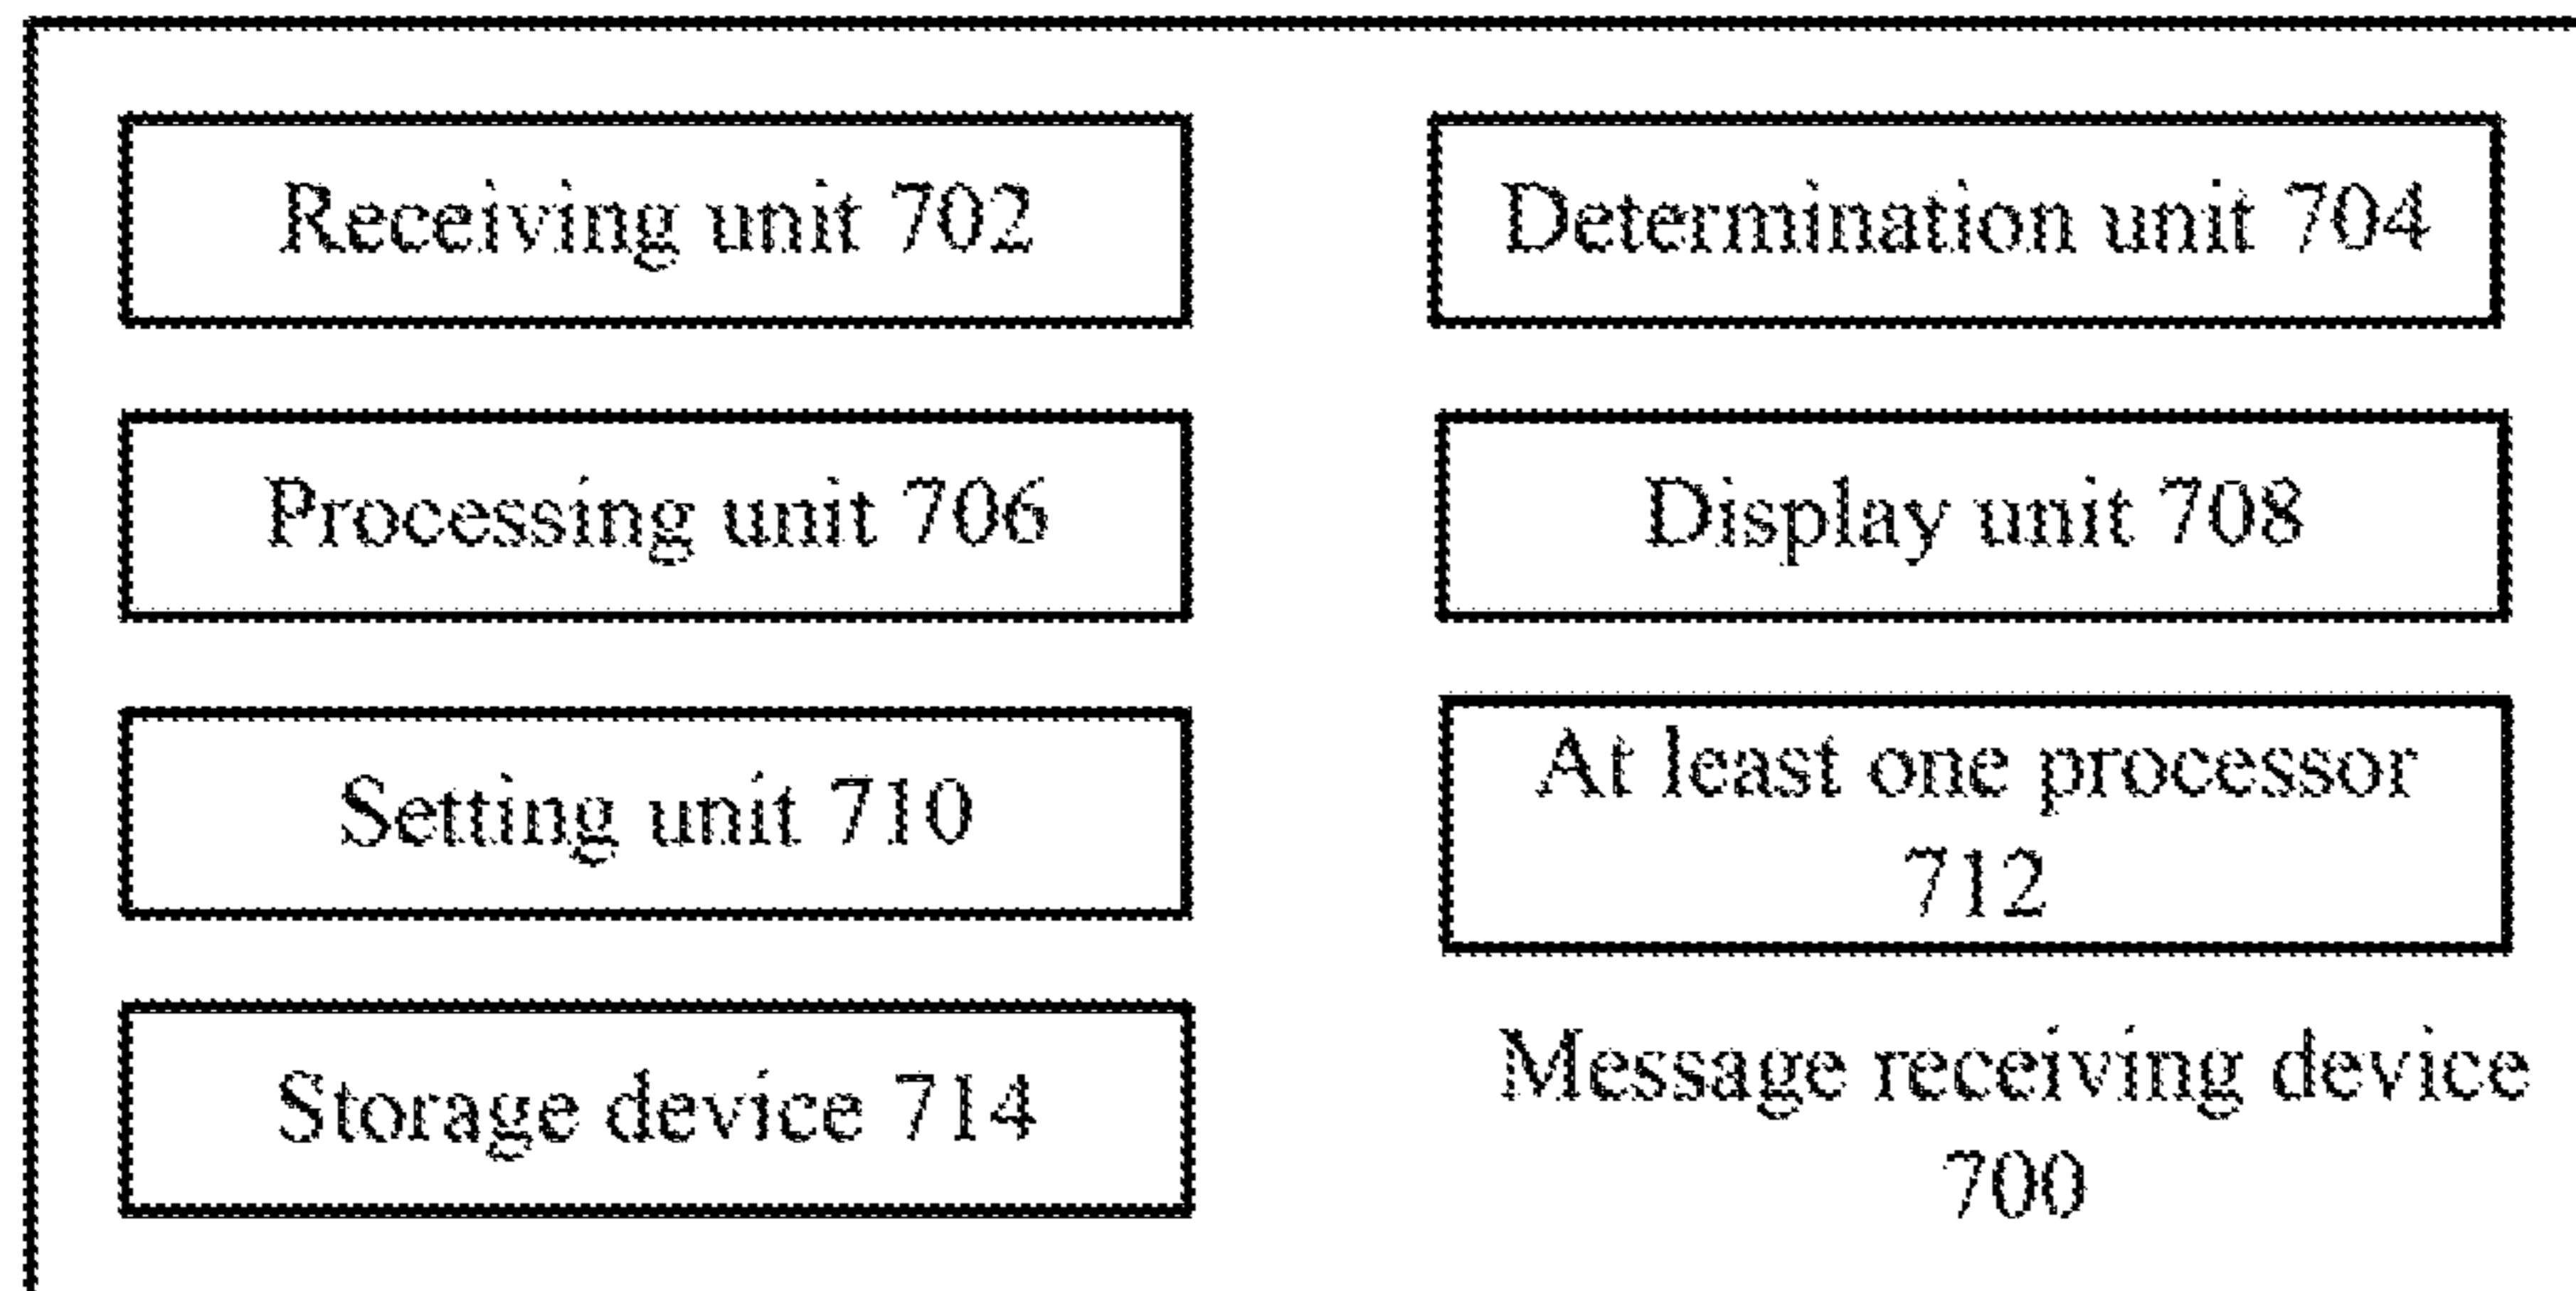 Receiving unit 702
Determination unit 704
Processing unit 706
Display unit 708
Setting unit 710
At least one processor
712
Storage device 714
Message receiving device
700